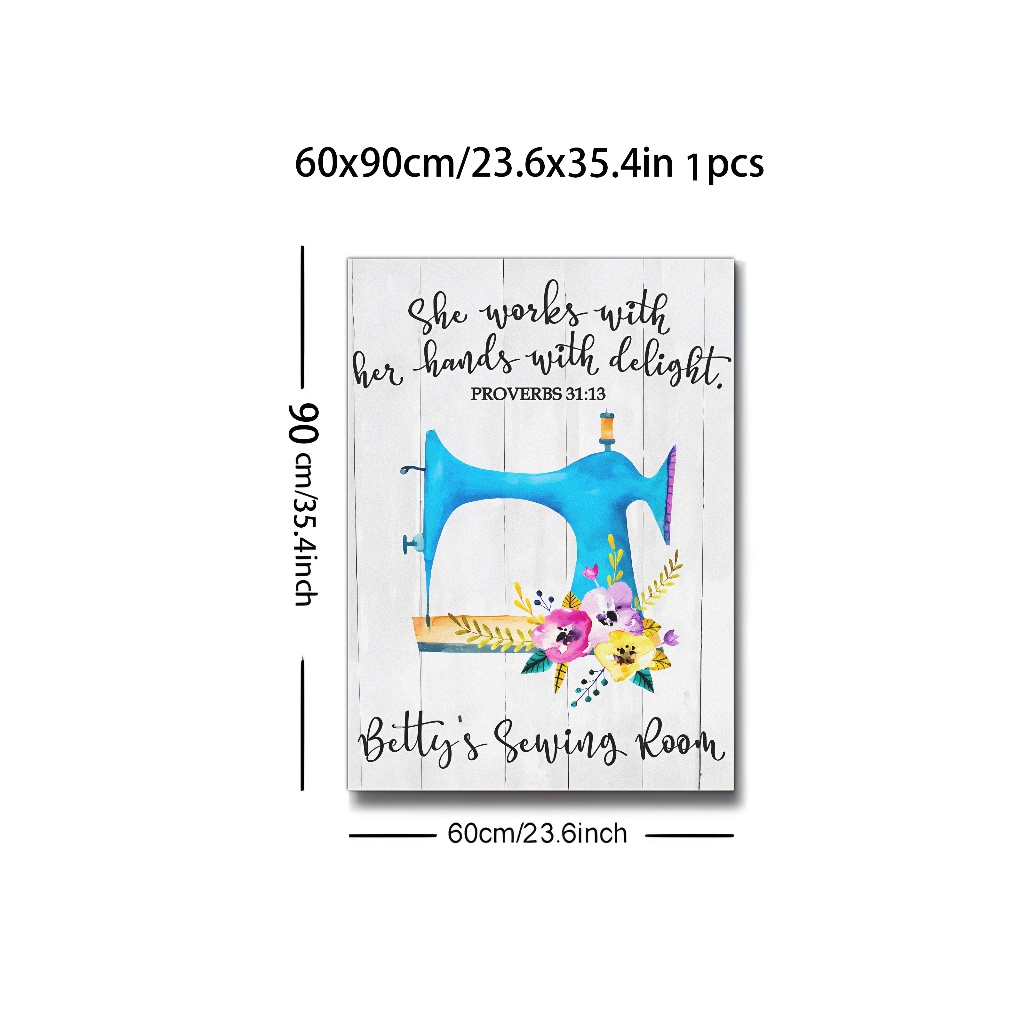 60x90cm/23.6x35.4in 1pcs
She works with
her hands with delight.
PROVERBS 31:13
90 cm/35.4inch
Betty's Sewing Room
60cm/23.6inch